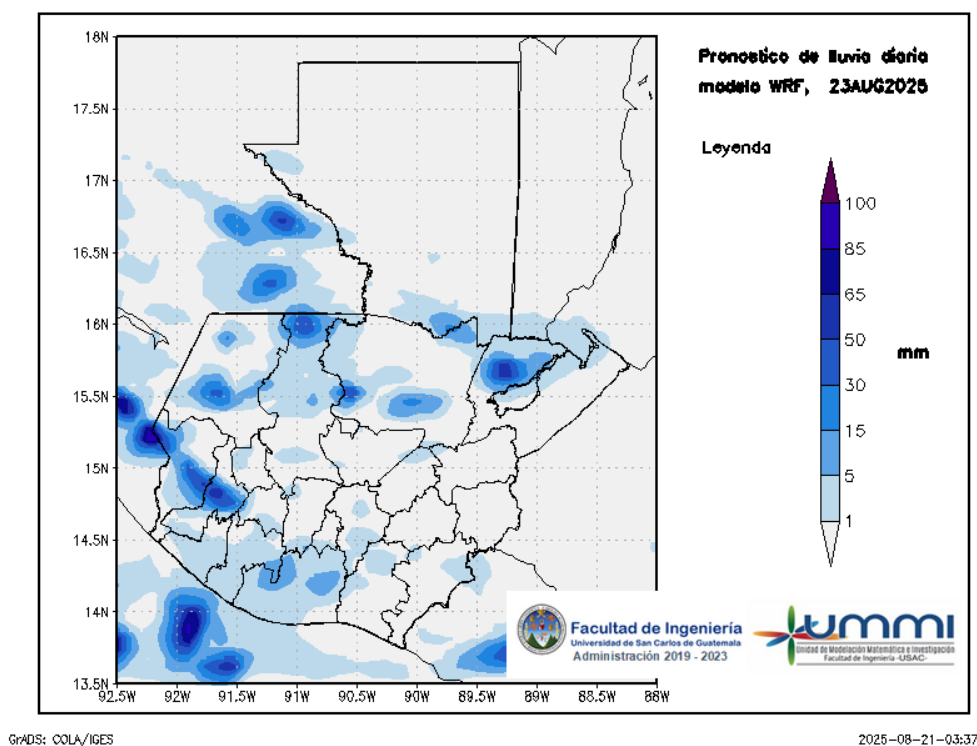 Pronostico de lluvia diaria
modelo WRF, 23AUG2025
Leyenda
100
85
65
50
30
15
5
1
mm
18N
17.5N
17N
16.5N
16N
15.5N
15N
14.5N
14N
13.5N
92.5W 92W 91.5W 91W 90.5W 90W 89.5W 89W 88.5W 88W
Facultad de Ingeniería
Universidad de San Carlos de Guatemala
Administración 2019 - 2023
ummi
Unidad de Modelación Matemática e Investigación
Facultad de Ingeniería -USAC-
GrADS: COLA/IGES
2025-08-21-03:37